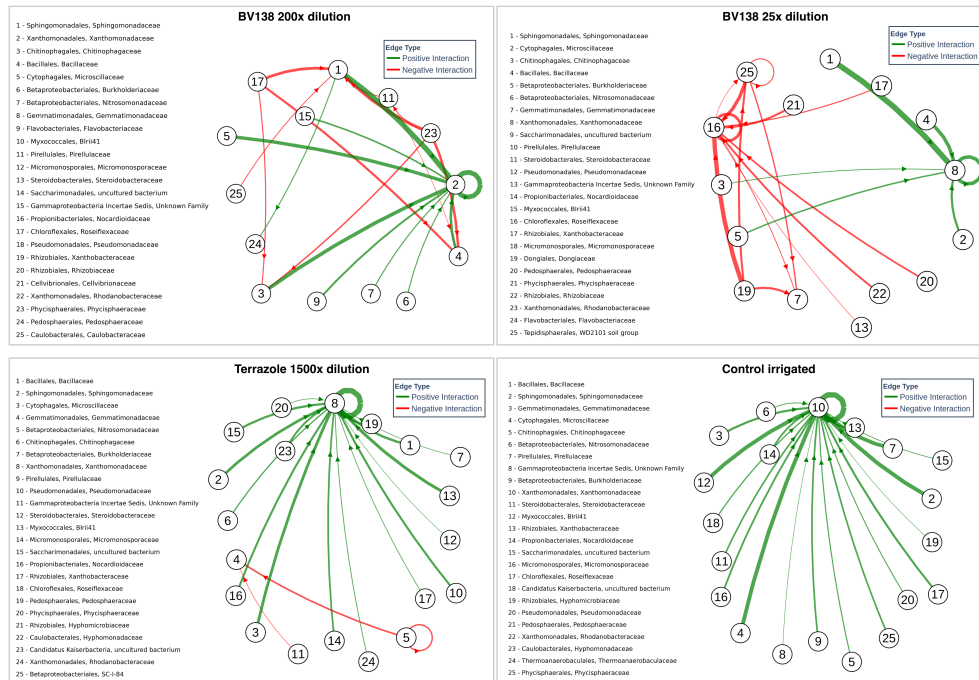 BV138 200x dilution
1 - Sphingomonadales, Sphingomonadaceae
2 - Xanthomonadales, Xanthomonadaceae
3 - Chitinophagales, Chitinophagaceae
4 - Bacillales, Bacillaceae
5 - Cytophagales, Microscillaceae
6 - Betaproteobacteriales, Burkholderiaceae
7 - Betaproteobacteriales, Nitrosomonadaceae
8 - Gemmatimonadales, Gemmatimonadaceae
9 - Flavobacteriales, Flavobacteriaceae
10 - Myxococcales, BIrii41
11 - Pirellulales, Pirellulaceae
12 - Micromonosporales, Micromonosporaceae
13 - Steroidobacterales, Steroidobacteraceae
14 - Saccharimonadales, uncultured bacterium
15 - Gammaproteobacteria Incertae Sedis, Unknown Family
16 - Propionibacteriales, Nocardioidaceae
17 - Chloroflexales, Roseiflexaceae
18 - Pseudomonadales, Pseudomonadaceae
19 - Rhizobiales, Xanthobacteraceae
20 - Rhizobiales, Rhizobiaceae
21 - Cellvibrionales, Cellvibrionaceae
22 - Xanthomonadales, Rhodanobacteraceae
23 - Phycisphaerales, Phycisphaeraceae
24 - Pedosphaerales, Pedosphaeraceae
25 - Caulobacterales, Caulobacteraceae
Edge Type
Positive Interaction
Negative Interaction
1
17
11
15
23
5
2
25
24
4
3
9
7
6
BV138 25x dilution
1 - Sphingomonadales, Sphingomonadaceae
2 - Cytophagales, Microscillaceae
3 - Chitinophagales, Chitinophagaceae
4 - Bacillales, Bacillaceae
5 - Betaproteobacteriales, Burkholderiaceae
6 - Betaproteobacteriales, Nitrosomonadaceae
7 - Gemmatimonadales, Gemmatimonadaceae
8 - Xanthomonadales, Xanthomonadaceae
9 - Saccharimonadales, uncultured bacterium
10 - Pirellulales, Pirellulaceae
11 - Steroidobacterales, Steroidobacteraceae
12 - Pseudomonadales, Pseudomonadaceae
13 - Gammaproteobacteria Incertae Sedis, Unknown Family
14 - Propionibacteriales, Nocardioidaceae
15 - Myxococcales, BIrii41
16 - Chloroflexales, Roseiflexaceae
17 - Rhizobiales, Xanthobacteraceae
18 - Micromonosporales, Micromonosporaceae
19 - Dongiales, Dongiaceae
20 - Pedosphaerales, Pedosphaeraceae
21 - Phycisphaerales, Phycisphaeraceae
22 - Rhizobiales, Rhizobiaceae
23 - Xanthomonadales, Rhodanobacteraceae
24 - Flavobacteriales, Flavobacteriaceae
25 - Tepidisphaerales, WD2101 soil group
Edge Type
Positive Interaction
Negative Interaction
1
25
17
21
4
16
8
3
5
2
20
19
7
22
13
Terrazole 1500x dilution
1 - Bacillales, Bacillaceae
2 - Sphingomonadales, Sphingomonadaceae
3 - Cytophagales, Microscillaceae
4 - Gemmatimonadales, Gemmatimonadaceae
5 - Betaproteobacteriales, Nitrosomonadaceae
6 - Chitinophagales, Chitinophagaceae
7 - Betaproteobacteriales, Burkholderiaceae
8 - Xanthomonadales, Xanthomonadaceae
9 - Pirellulales, Pirellulaceae
10 - Pseudomonadales, Pseudomonadaceae
11 - Gammaproteobacteria Incertae Sedis, Unknown Family
12 - Steroidobacterales, Steroidobacteraceae
13 - Myxococcales, BIrii41
14 - Micromonosporales, Micromonosporaceae
15 - Saccharimonadales, uncultured bacterium
16 - Propionibacteriales, Nocardioidaceae
17 - Rhizobiales, Xanthobacteraceae
18 - Chloroflexales, Roseiflexaceae
19 - Pedosphaerales, Pedosphaeraceae
20 - Phycisphaerales, Phycisphaeraceae
21 - Rhizobiales, Hyphomicrobiaceae
22 - Caulobacterales, Hyphomonadaceae
23 - Candidatus Kaiserbacteria, uncultured bacterium
24 - Xanthomonadales, Rhodanobacteraceae
25 - Betaproteobacteriales, SC-I-84
Edge Type
Positive Interaction
Negative Interaction
8
20
15
19
1
7
23
2
13
6
12
4
16
17
10
3
14
5
11
24
Control irrigated
1 - Bacillales, Bacillaceae
2 - Sphingomonadales, Sphingomonadaceae
3 - Gemmatimonadales, Gemmatimonadaceae
4 - Cytophagales, Microscillaceae
5 - Chitinophagales, Chitinophagaceae
6 - Betaproteobacteriales, Nitrosomonadaceae
7 - Pirellulales, Pirellulaceae
8 - Gammaproteobacteria Incertae Sedis, Unknown Family
9 - Betaproteobacteriales, Burkholderiaceae
10 - Xanthomonadales, Xanthomonadaceae
11 - Steroidobacterales, Steroidobacteraceae
12 - Myxococcales, BIrii41
13 - Rhizobiales, Xanthobacteraceae
14 - Propionibacteriales, Nocardioidaceae
15 - Saccharimonadales, uncultured bacterium
16 - Micromonosporales, Micromonosporaceae
17 - Chloroflexales, Roseiflexaceae
18 - Candidatus Kaiserbacteria, uncultured bacterium
19 - Rhizobiales, Hyphomicrobiaceae
20 - Pseudomonadales, Pseudomonadaceae
21 - Pedosphaerales, Pedosphaeraceae
22 - Xanthomonadales, Rhodanobacteraceae
23 - Caulobacterales, Hyphomonadaceae
24 - Thermoanaerobaculales, Thermoanaerobaculaceae
25 - Phycisphaerales, Phycisphaeraceae
Edge Type
Positive Interaction
Negative Interaction
10
6
3
13
7
15
14
12
2
18
19
11
16
20
17
4
8
9
5
25